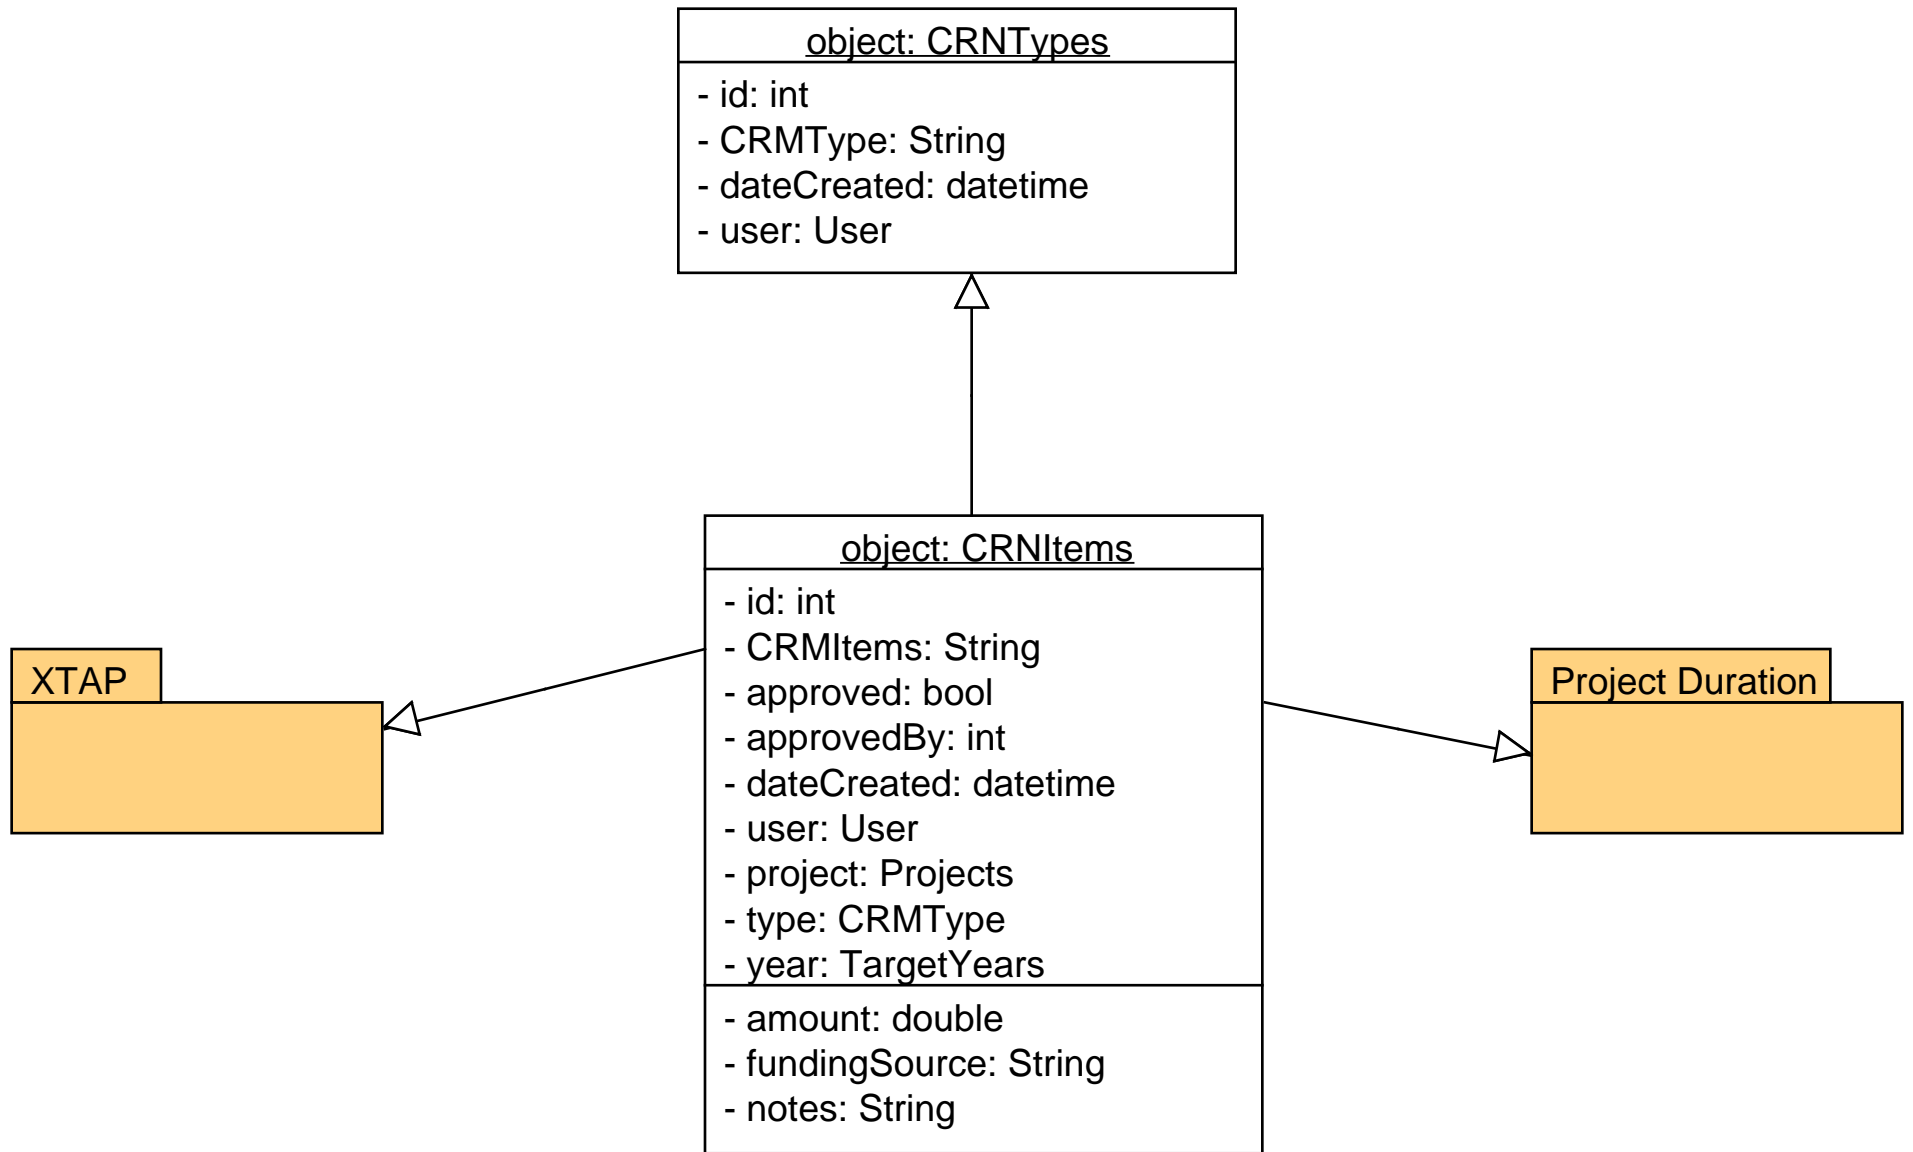 object: CRNTypes
- id: int
- CRMType: String
- dateCreated: datetime
- user: User
object: CRNItems
- id: int
- CRMItems: String
- approved: bool
- approvedBy: int
- dateCreated: datetime
- user: User
- project: Projects
- type: CRMType
- year: TargetYears
- amount: double
- fundingSource: String
- notes: String
XTAP
Project Duration